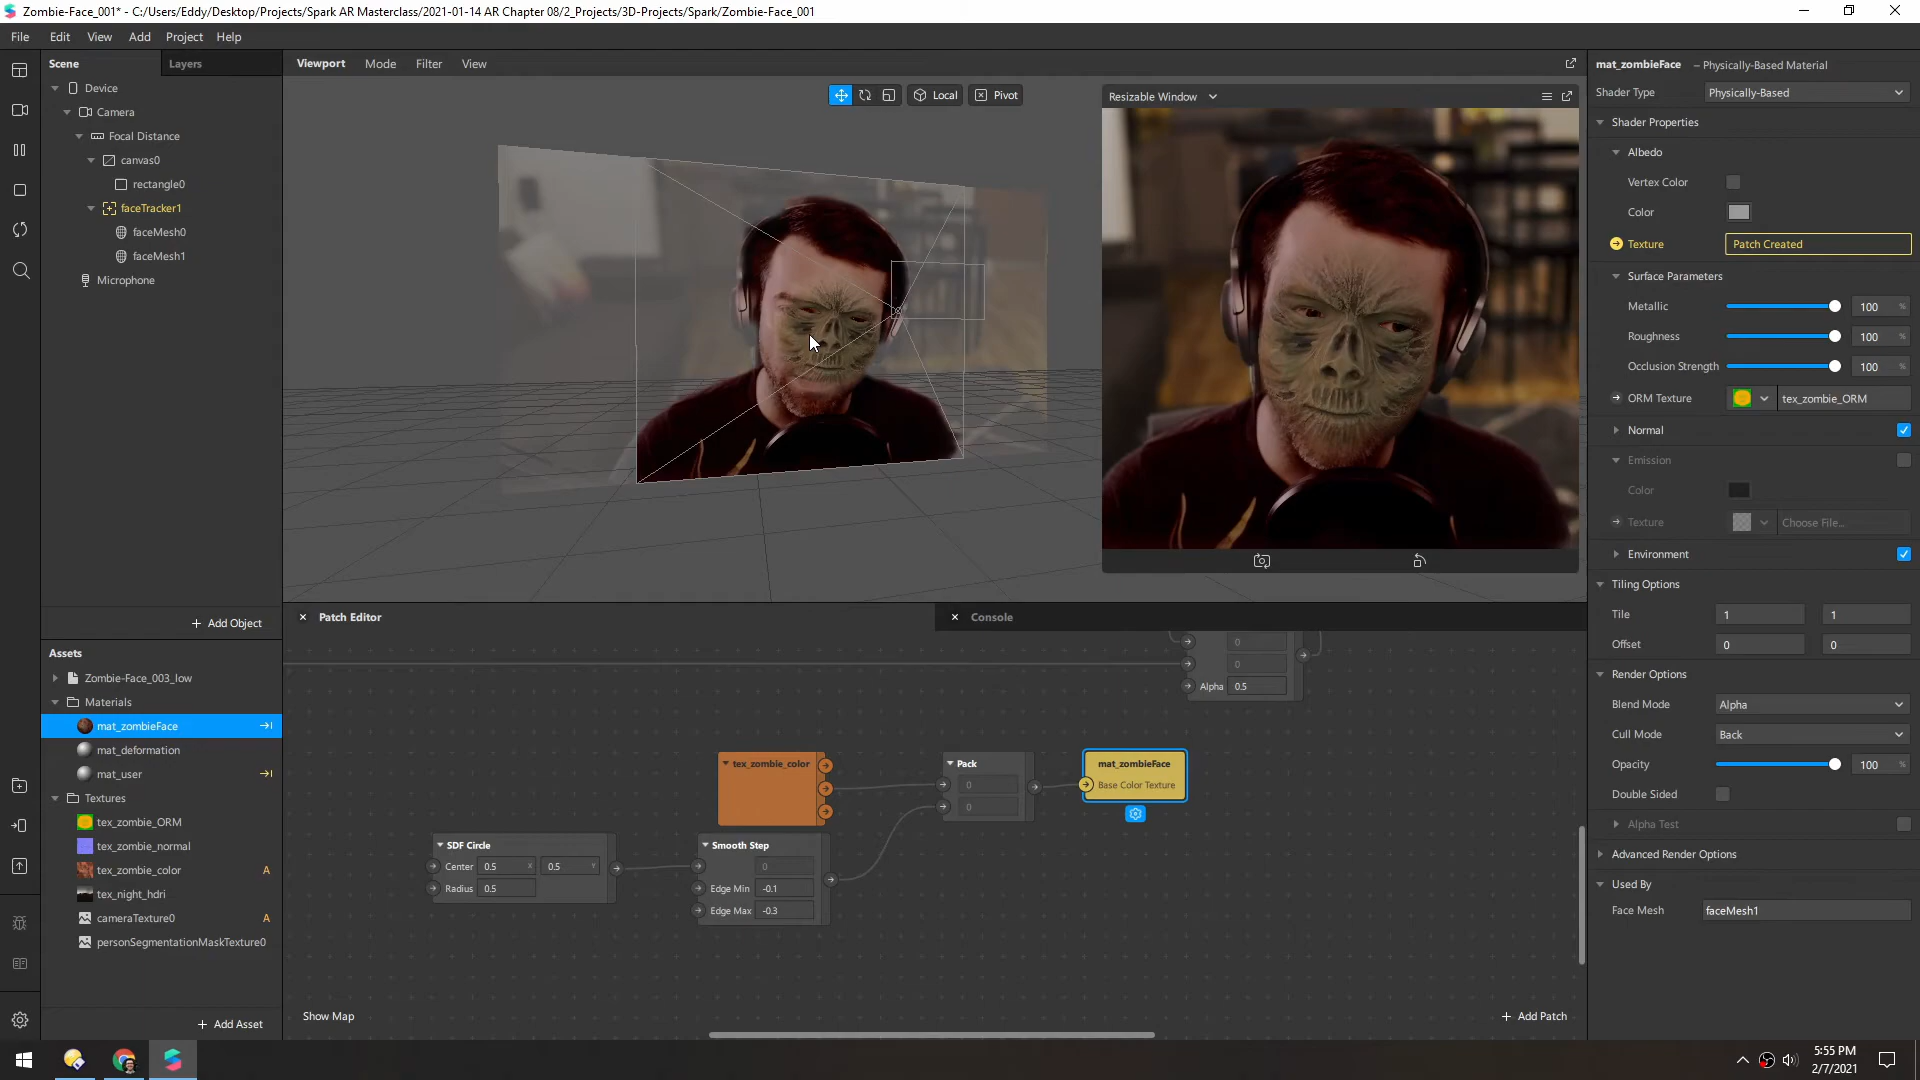 Zombie-Face_001* - C:/Users/Eddy/Desktop/Projects/Spark AR Masterclass/2021-01-14 AR Chapter 08/2_Projects/3D-Projects/Spark/Zombie-Face_001
File Edit View Add Project Help
Scene Layers
Device
Camera
Focal Distance
canvas0
rectangle0
faceTracker1
faceMesh0
faceMesh1
Microphone
+ Add Object
Assets
Zombie-Face_003_low
Materials
mat_zombieFace
mat_deformation
mat_user
Textures
tex_zombie_ORM
tex_zombie_normal
tex_zombie_color A
tex_night_hdri
cameraTexture0 A
personSegmentationMaskTexture0
+ Add Asset
Viewport Mode Filter View
Local Pivot
Resizable Window
Patch Editor
Console
0
0
Alpha 0.5
tex_zombie_color
Pack
0
0
mat_zombieFace
Base Color Texture
SDF Circle
Center 0.5 X 0.5 Y
Radius 0.5
Smooth Step
0
Edge Min -0.1
Edge Max -0.3
Show Map
+ Add Patch
mat_zombieFace – Physically-Based Material
Shader Type Physically-Based
Shader Properties
Albedo
Vertex Color
Color
Texture Patch Created
Surface Parameters
Metallic 100 %
Roughness 100 %
Occlusion Strength 100 %
ORM Texture tex_zombie_ORM
Normal
Emission
Color
Texture Choose File...
Environment
Tiling Options
Tile 1 1
Offset 0 0
Render Options
Blend Mode Alpha
Cull Mode Back
Opacity 100 %
Double Sided
Alpha Test
Advanced Render Options
Used By
Face Mesh faceMesh1
5:55 PM
2/7/2021